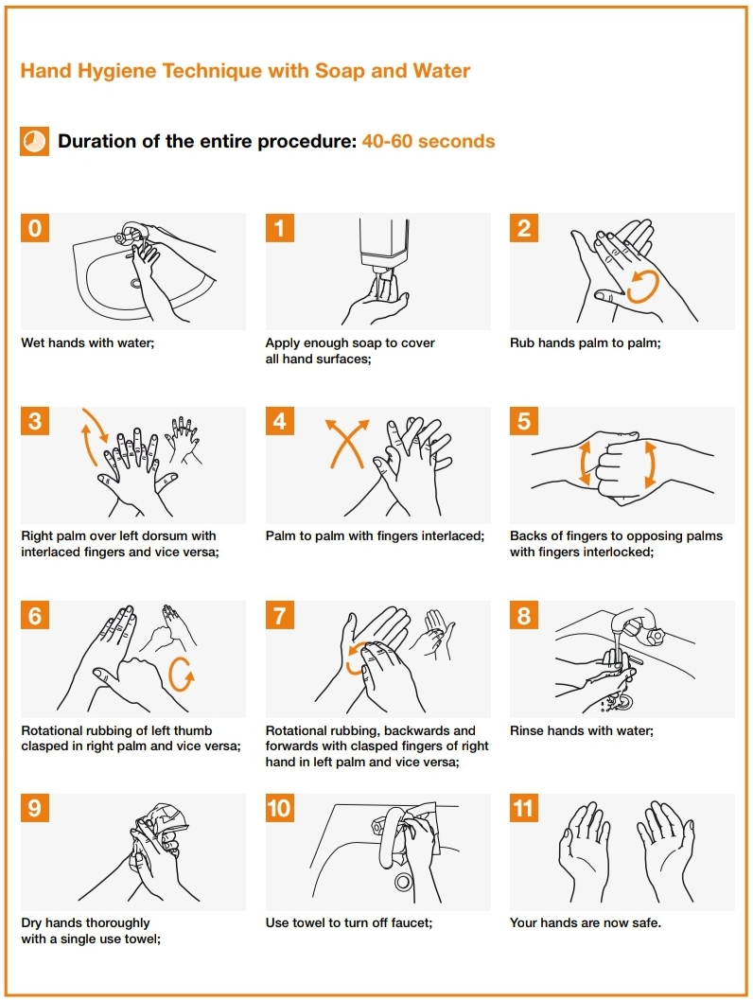 Hand Hygiene Technique with Soap and Water
Duration of the entire procedure: 40-60 seconds
0
Wet hands with water;
1
Apply enough soap to cover
all hand surfaces;
2
Rub hands palm to palm;
3
Right palm over left dorsum with
interlaced fingers and vice versa;
4
Palm to palm with fingers interlaced;
5
Backs of fingers to opposing palms
with fingers interlocked;
6
Rotational rubbing of left thumb
clasped in right palm and vice versa;
7
Rotational rubbing, backwards and
forwards with clasped fingers of right
hand in left palm and vice versa;
8
Rinse hands with water;
9
Dry hands thoroughly
with a single use towel;
10
Use towel to turn off faucet;
11
Your hands are now safe.